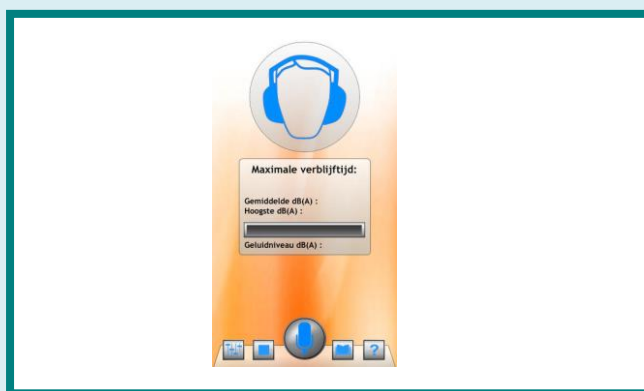 Maximale verblijftijd:
Gemiddelde dB(A) :
Hoogste dB(A) :
Geluidniveau dB(A) :
?